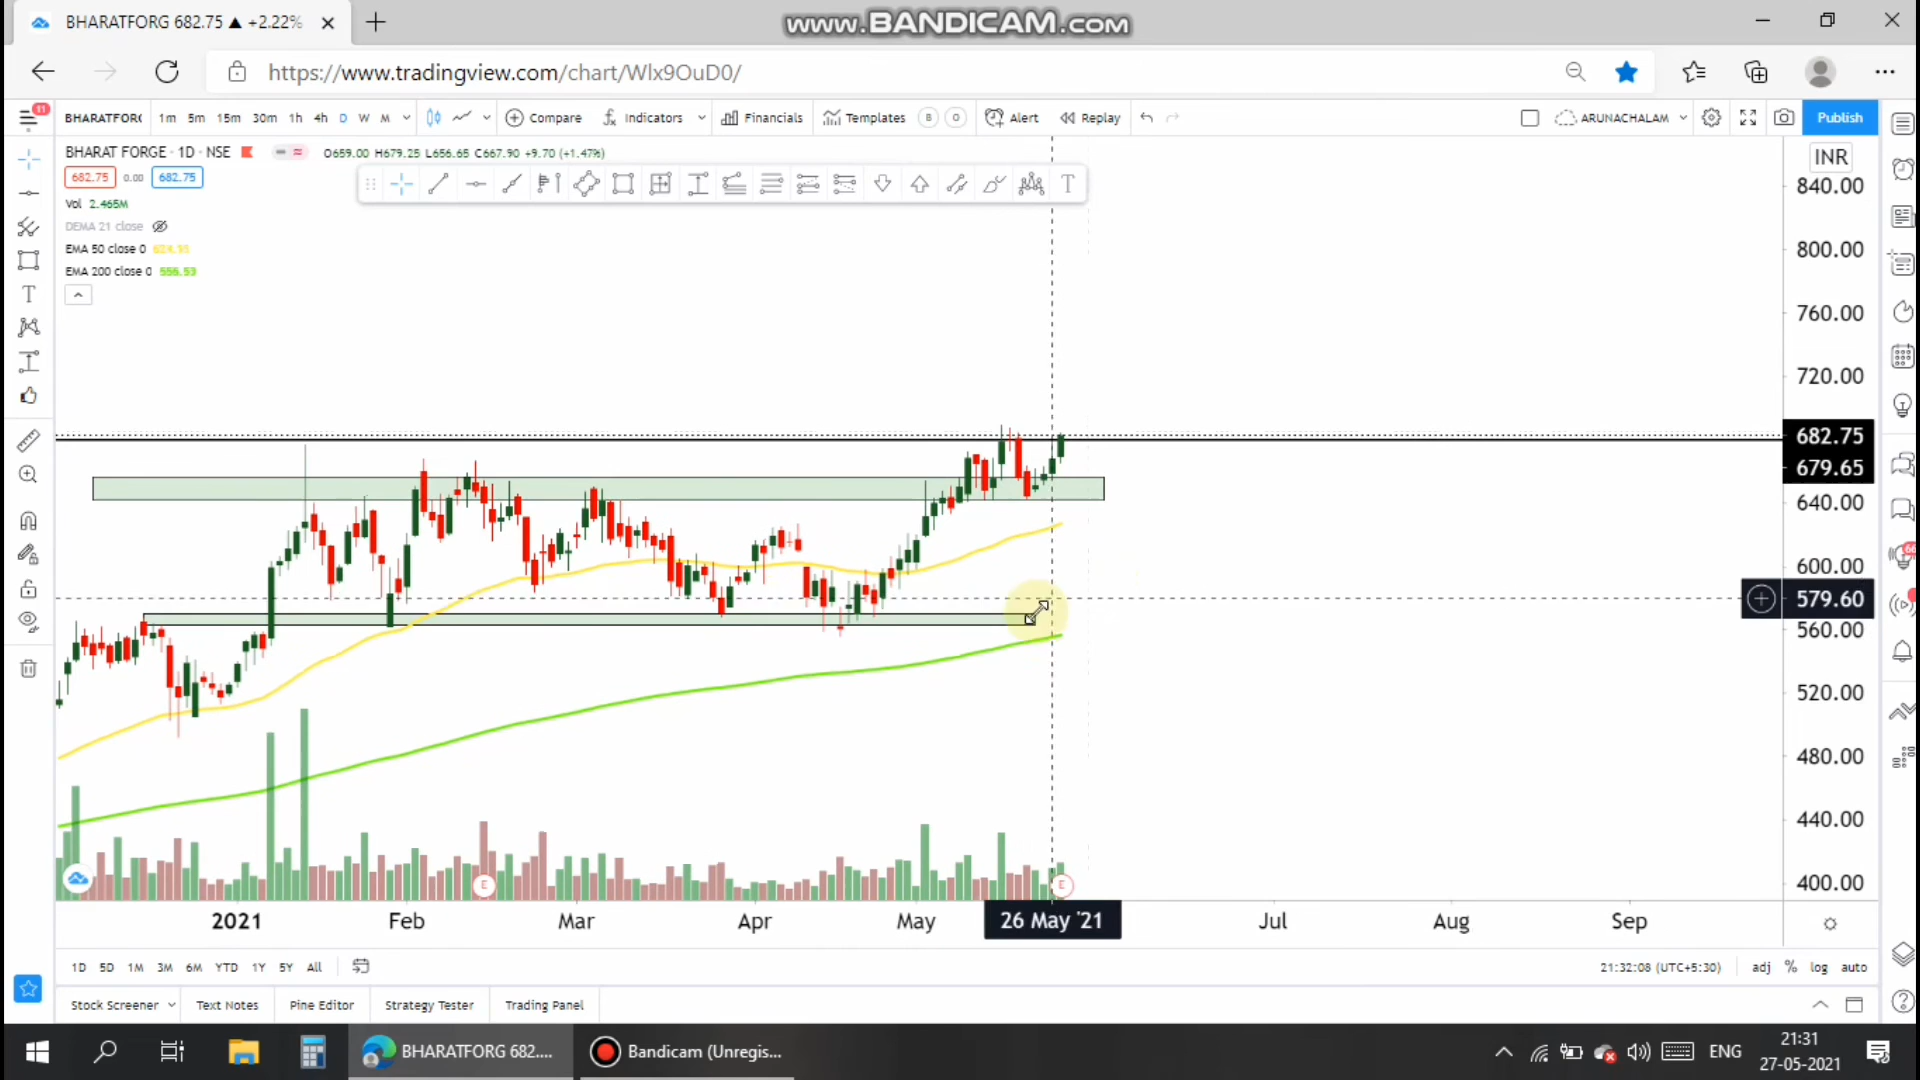 BHARATFORG 682.75 ▲ +2.22%
www.BANDICAM.com
https://www.tradingview.com/chart/Wlx9OuD0/
11
BHARATFORG 1m 5m 15m 30m 1h 4h D W M Compare Indicators Financials Templates B O Alert Replay ARUNACHALAM Publish
BHARAT FORGE · 1D · NSE O659.00 H679.25 L656.65 C667.90 +9.70 (+1.47%)
INR
682.75 0.00 682.75
Vol 2.465M
DEMA 21 close
EMA 50 close 0
EMA 200 close 0 556.53
T
T
840.00
800.00
760.00
720.00
682.75
679.65
640.00
600.00
579.60
560.00
520.00
480.00
440.00
400.00
66
E
E
2021 Feb Mar Apr May 26 May '21 Jul Aug Sep
1D 5D 1M 3M 6M YTD 1Y 5Y All 21:32:08 (UTC+5:30) adj % log auto
Stock Screener Text Notes Pine Editor Strategy Tester Trading Panel
BHARATFORG 682.... Bandicam (Unregis... ENG 21:31
27-05-2021